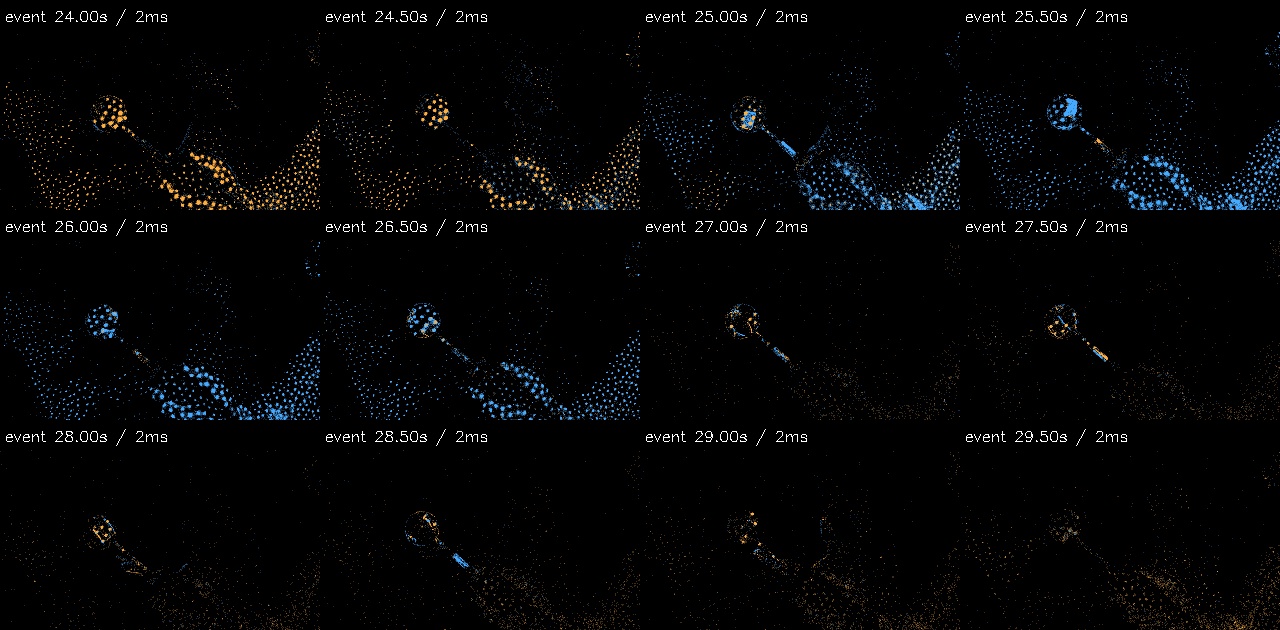 event 24.00s / 2ms
event 24.50s / 2ms
event 25.00s / 2ms
event 25.50s / 2ms
event 26.00s / 2ms
event 26.50s / 2ms
event 27.00s / 2ms
event 27.50s / 2ms
event 28.00s / 2ms
event 28.50s / 2ms
event 29.00s / 2ms
event 29.50s / 2ms